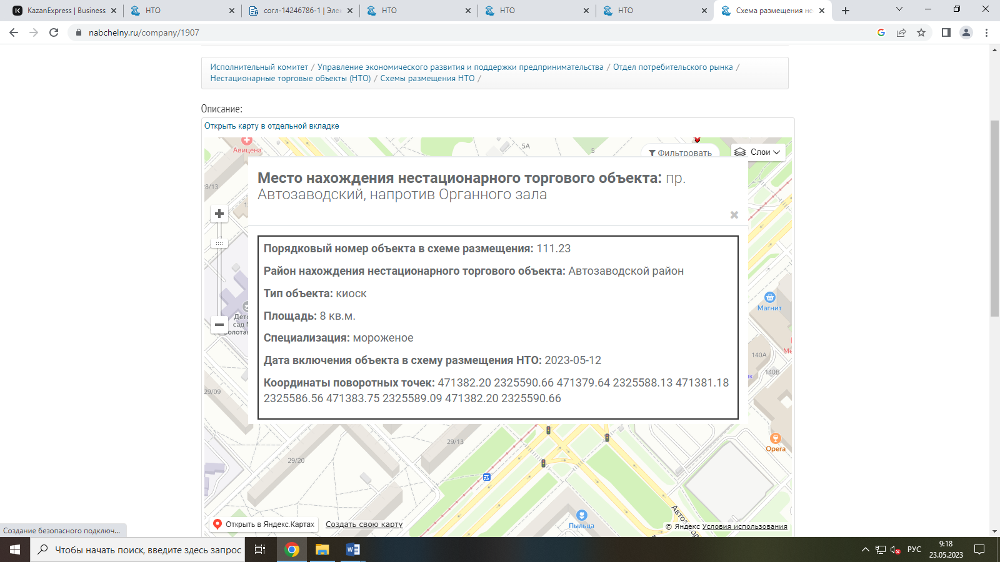 KazanExpress | Business
НТО
согл-14246786-1 | Эле
НТО
НТО
НТО
Схема размещения не
nabchelny.ru/company/1907
Исполнительный комитет / Управление экономического развития и поддержки предпринимательства / Отдел потребительского рынка /
Нестационарные торговые объекты (НТО) / Схемы размещения НТО /
Описание:
Открыть карту в отдельной вкладке
Авицена
5А
5
Фильтровать
Слои
Место нахождения нестационарного торгового объекта: пр.
Автозаводский, напротив Органного зала
8/13
Порядковый номер объекта в схеме размещения: 111.23
Район нахождения нестационарного торгового объекта: Автозаводской район
Тип объекта: киоск
Площадь: 8 кв.м.
Специализация: мороженое
Дата включения объекта в схему размещения НТО: 2023-05-12
Координаты поворотных точек: 471382.20 2325590.66 471379.64 2325588.13 471381.18
2325586.56 471383.75 2325589.09 471382.20 2325590.66
Магнит
Детс
сад №
олотая
140А
140В
29/09
29/13
29/20
Opera
Пыльца
Открыть в Яндекс.Картах
Создать свою карту
© Яндекс Условия использования
Создание безопасного подключ...
Чтобы начать поиск, введите здесь запрос
РУС
9:18
23.05.2023